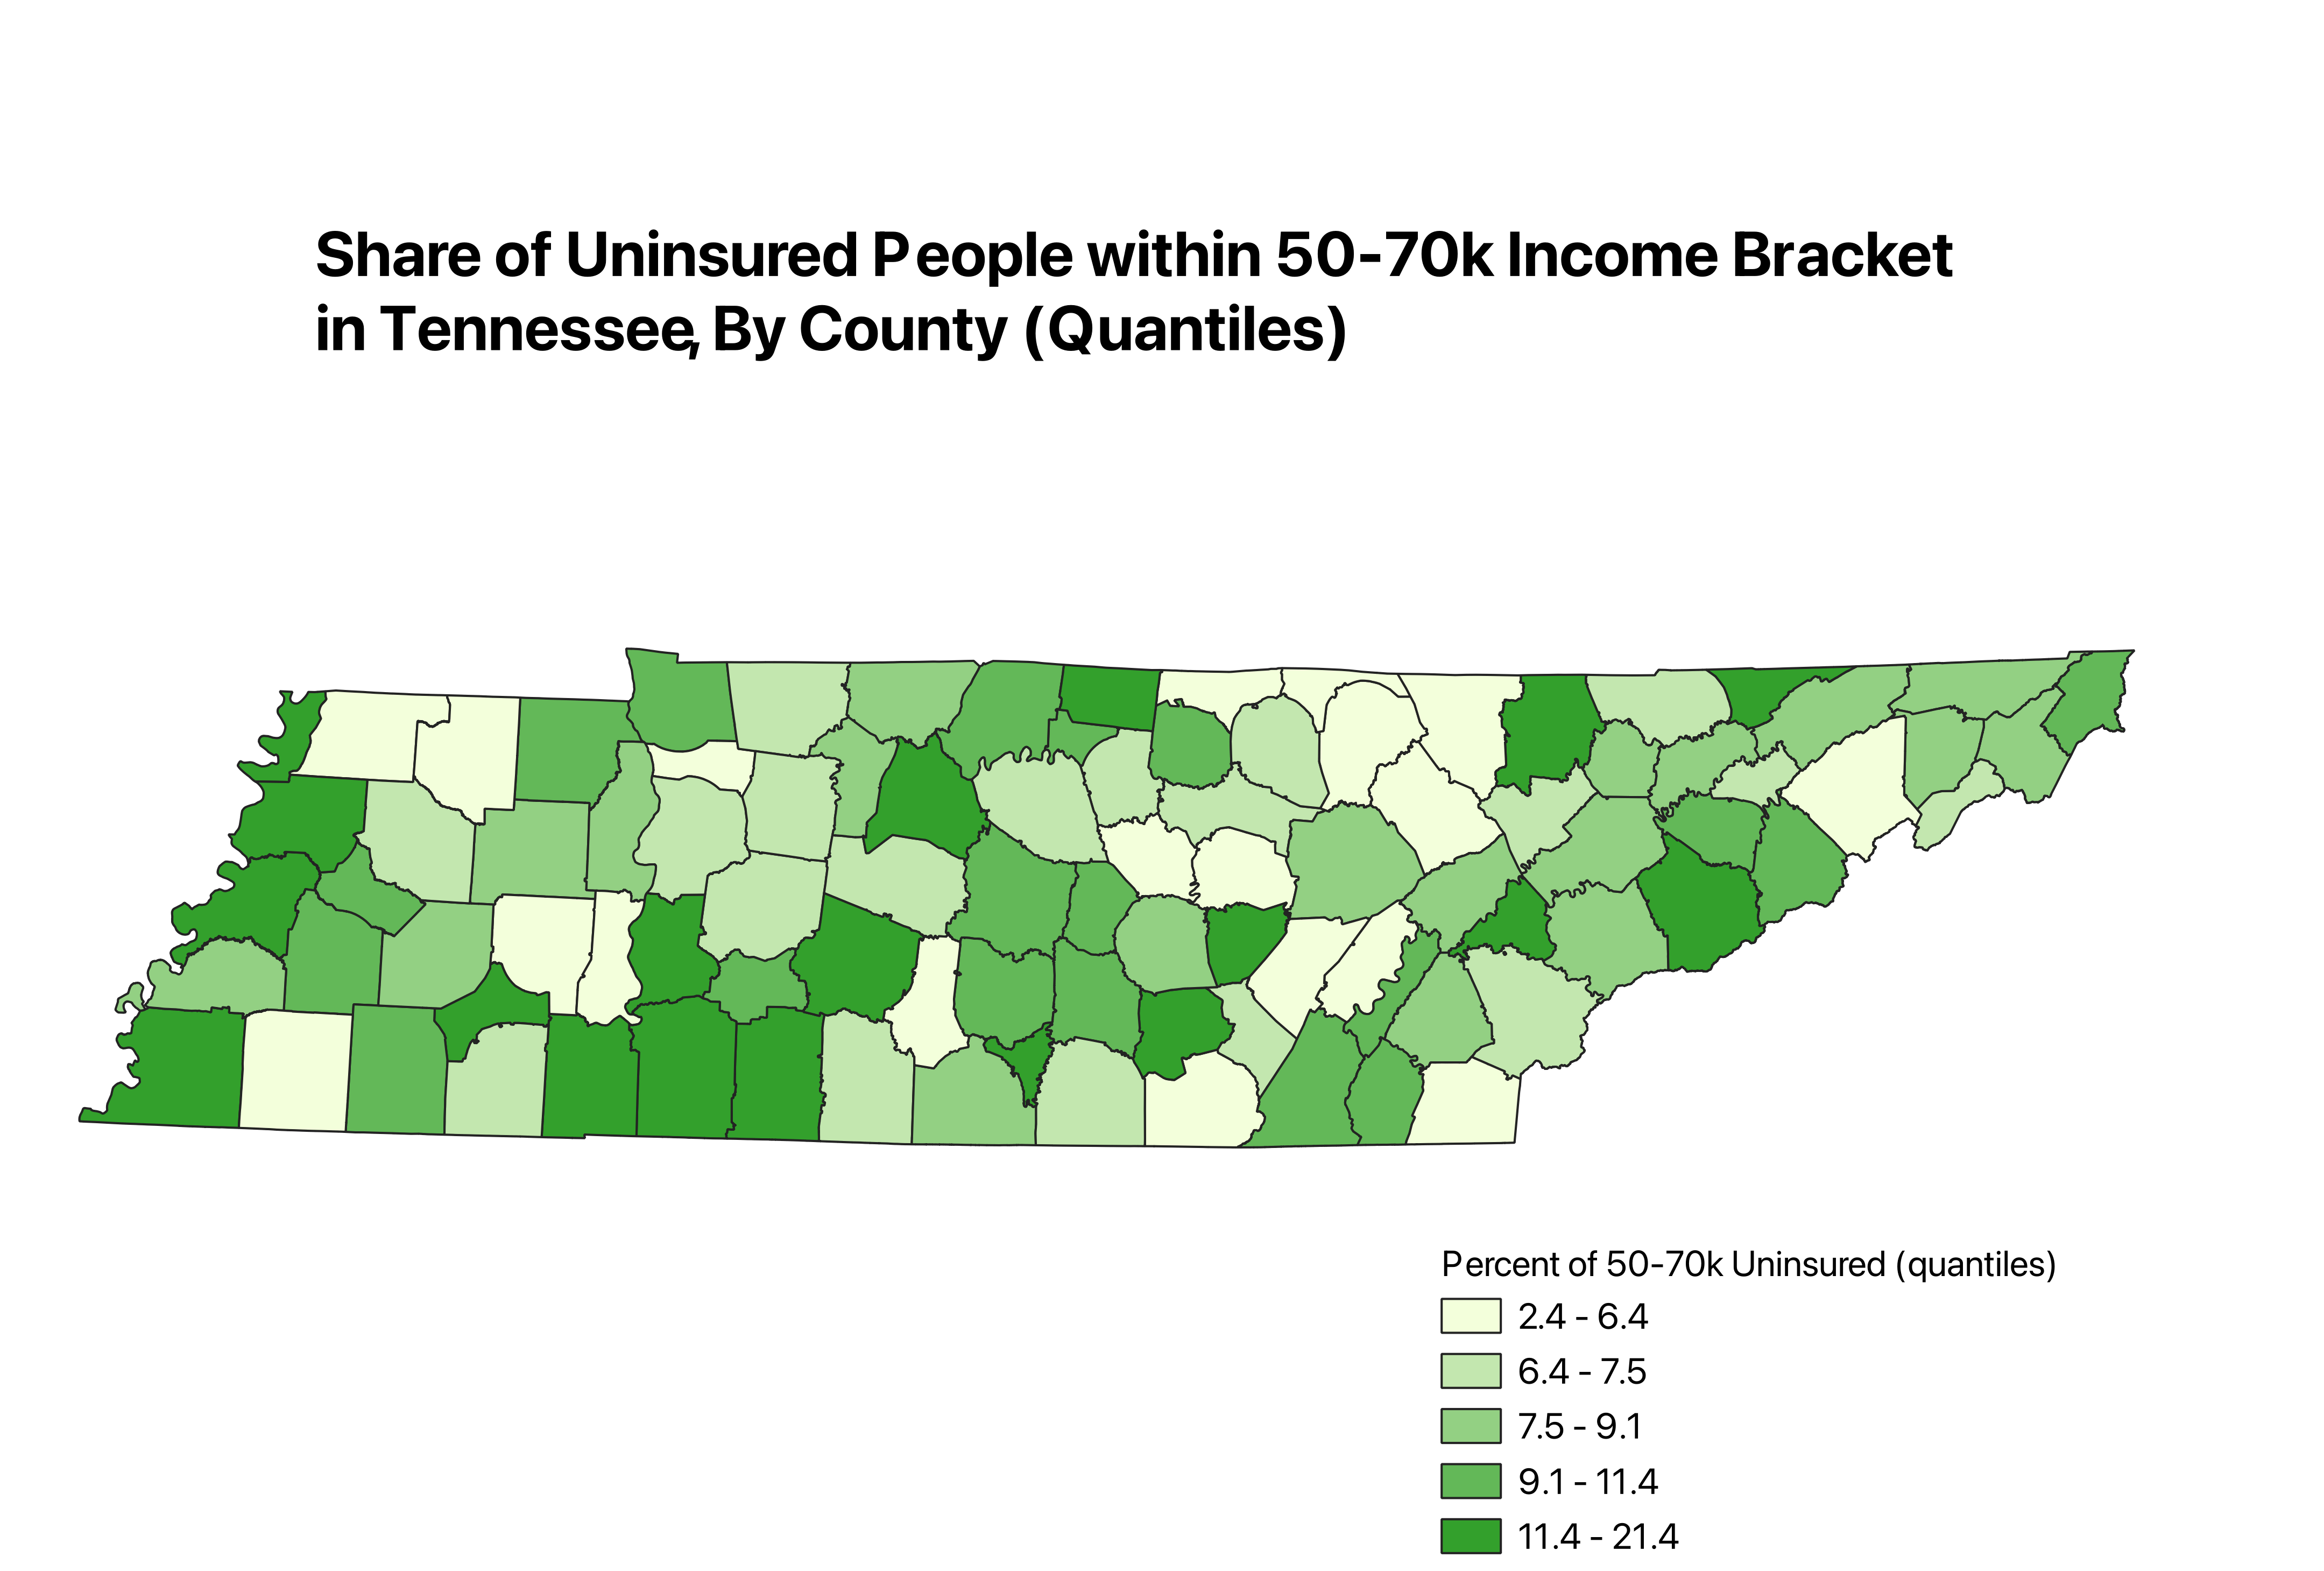 Share of Uninsured People within 50-70k Income Bracket
in Tennessee, By County (Quantiles)
Percent of 50-70k Uninsured (quantiles)
2.4 - 6.4
6.4 - 7.5
7.5 - 9.1
9.1 - 11.4
11.4 - 21.4